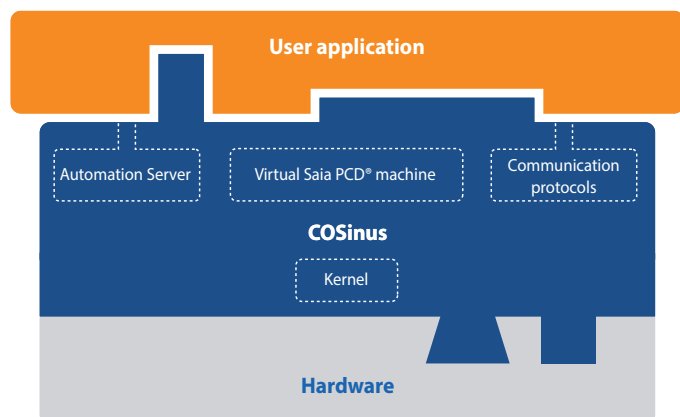 User application
Automation Server
Virtual Saia PCD® machine
Communication
protocols
COSinus
Kernel
Hardware